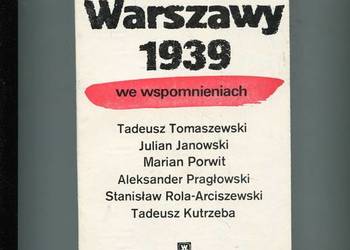 Warszawy
1939
we wspomnieniach
Tadeusz Tomaszewski
Julian Janowski
Marian Porwit
Aleksander Pragłowski
Stanisław Rola-Arciszewski
Tadeusz Kutrzeba